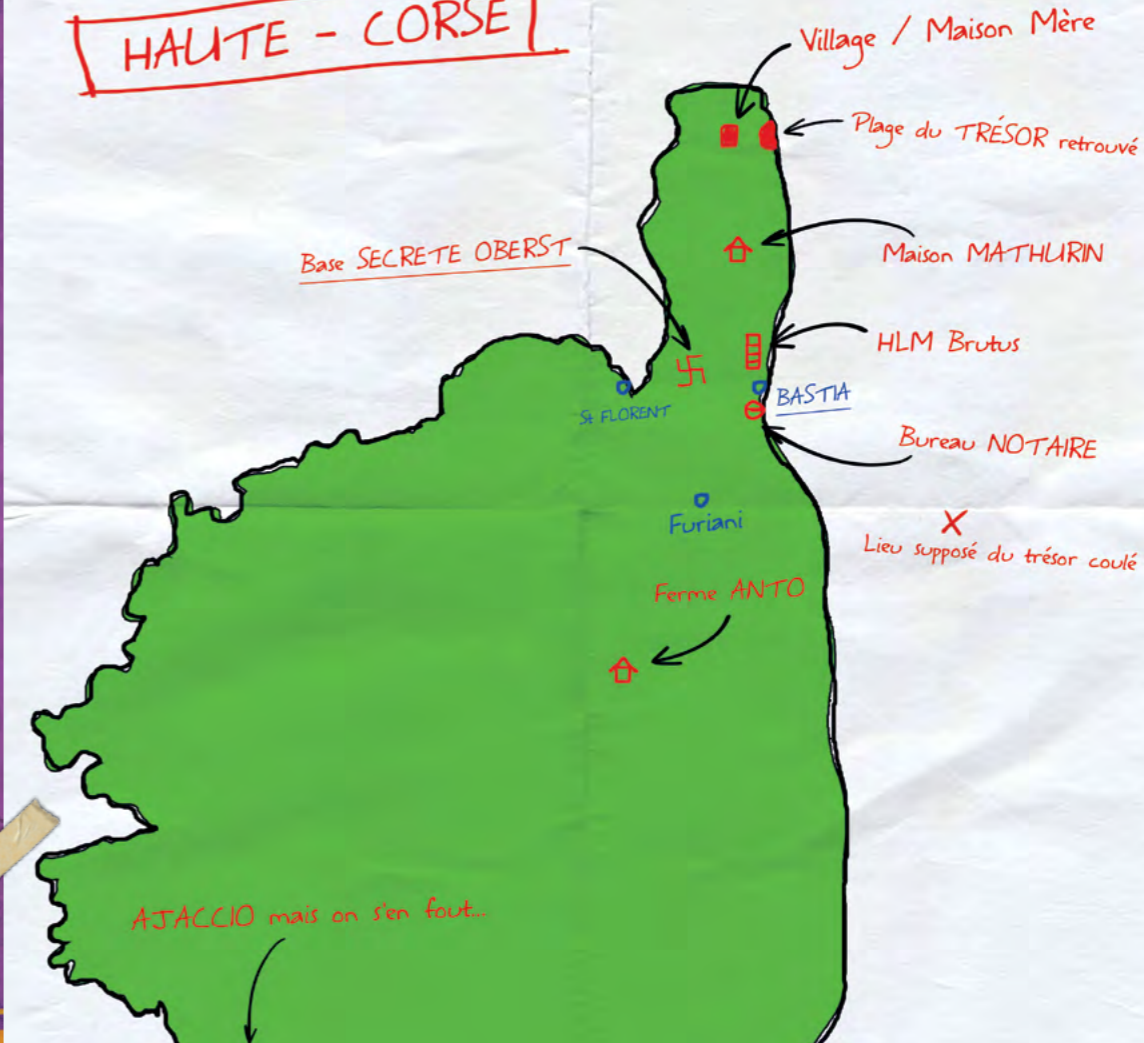 HAUTE - CORSE
Village / Maison Mère
Plage du TRÉSOR retrouvé
Base SECRETE OBERST
Maison MATHURIN
HLM Brutus
St FLORENT
BASTIA
Bureau NOTAIRE
Furiani
Lieu supposé du trésor coulé
Ferme ANTO
AJACCIO mais on s'en fout...